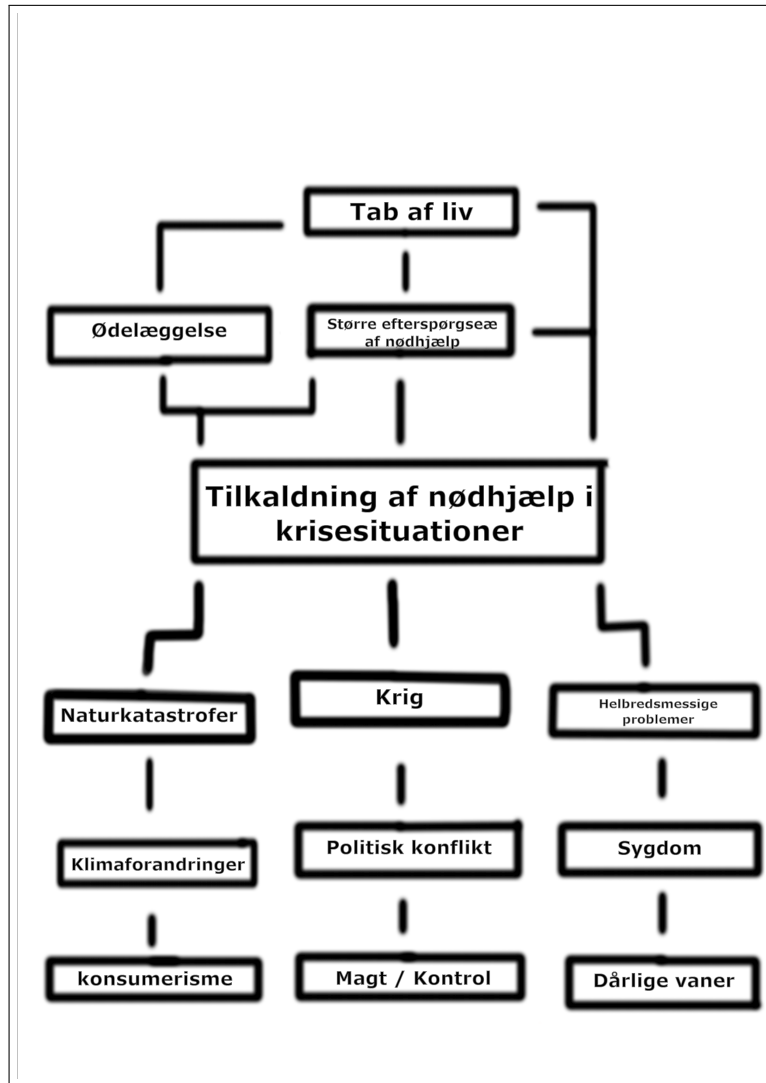 Tab af liv
Ødelæggelse
Større efterspørgseæ
af nødhjælp
Tilkaldning af nødhjælp i
krisesituationer
Naturkatastrofer
Krig
Helbredsmessige
problemer
Klimaforandringer
Politisk konflikt
Sygdom
konsumerisme
Magt / Kontrol
Dårlige vaner